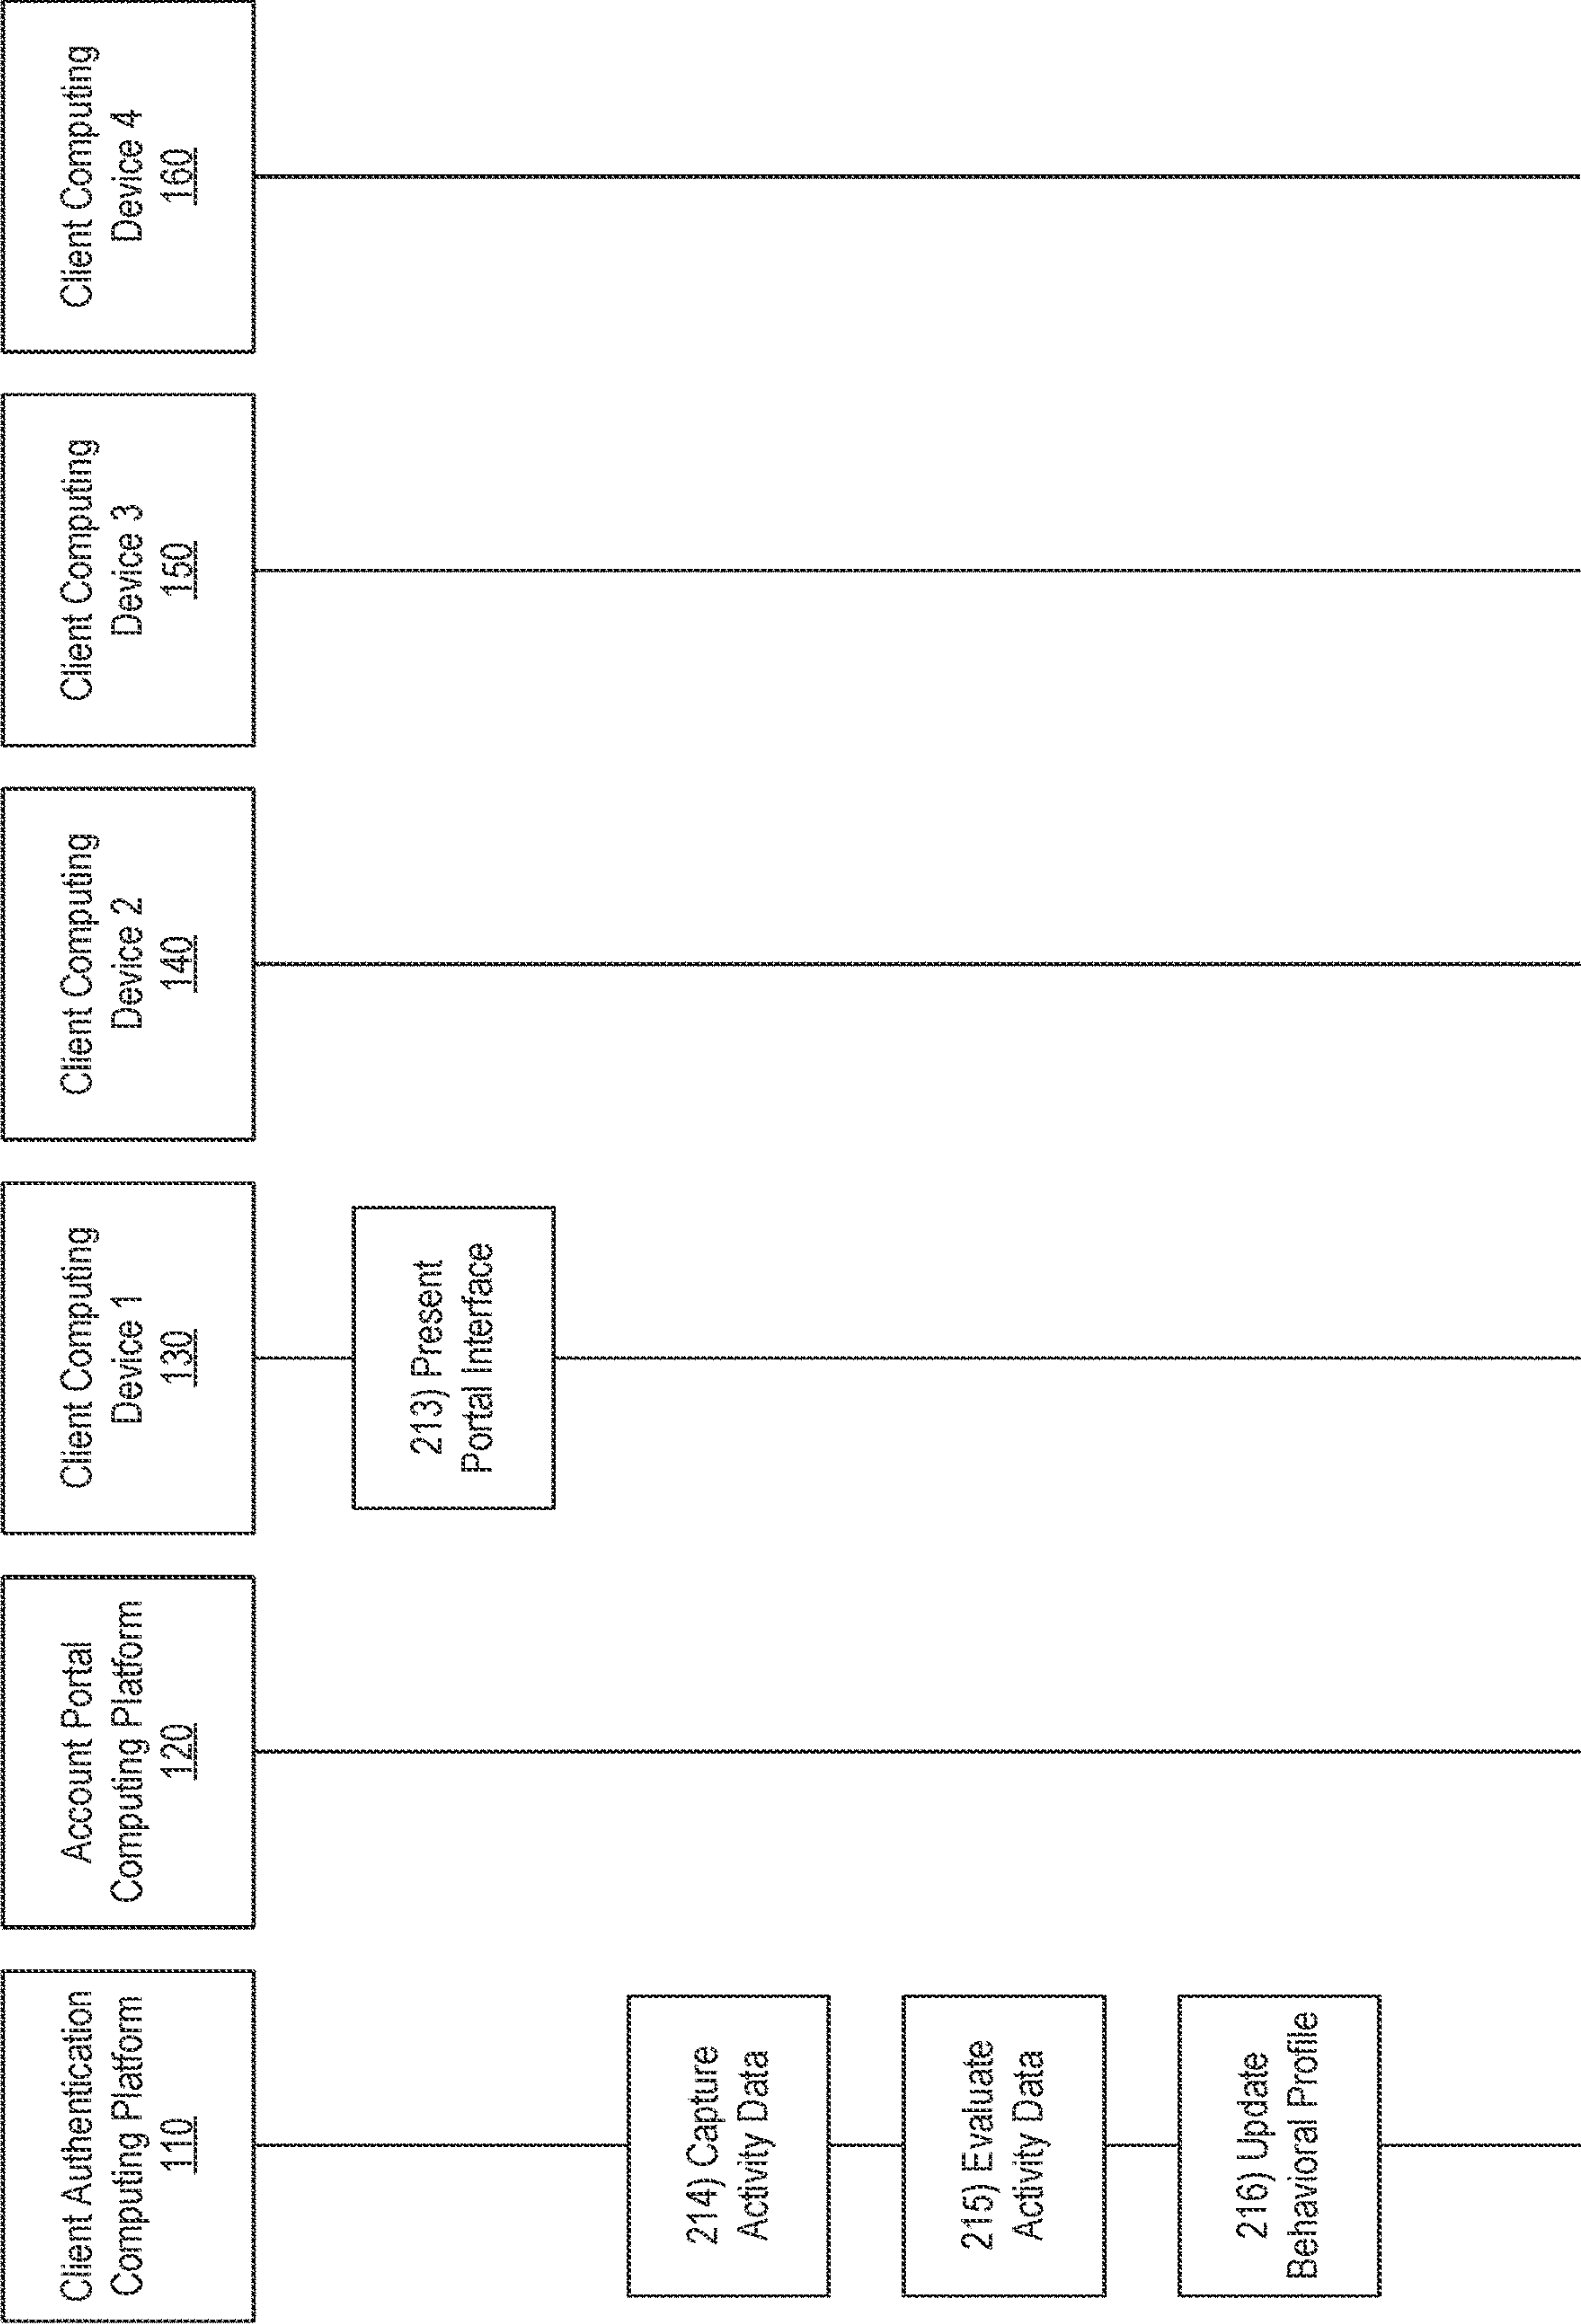 Client Authentication
Computing Platform
110
Account Portal
Computing Platform
120
Client Computing
Device 1
130
Client Computing
Device 2
140
Client Computing
Device 3
150
Client Computing
Device 4
160
213) Present
Portal Interface
214) Capture
Activity Data
215) Evaluate
Activity Data
216) Update
Behavioral Profile